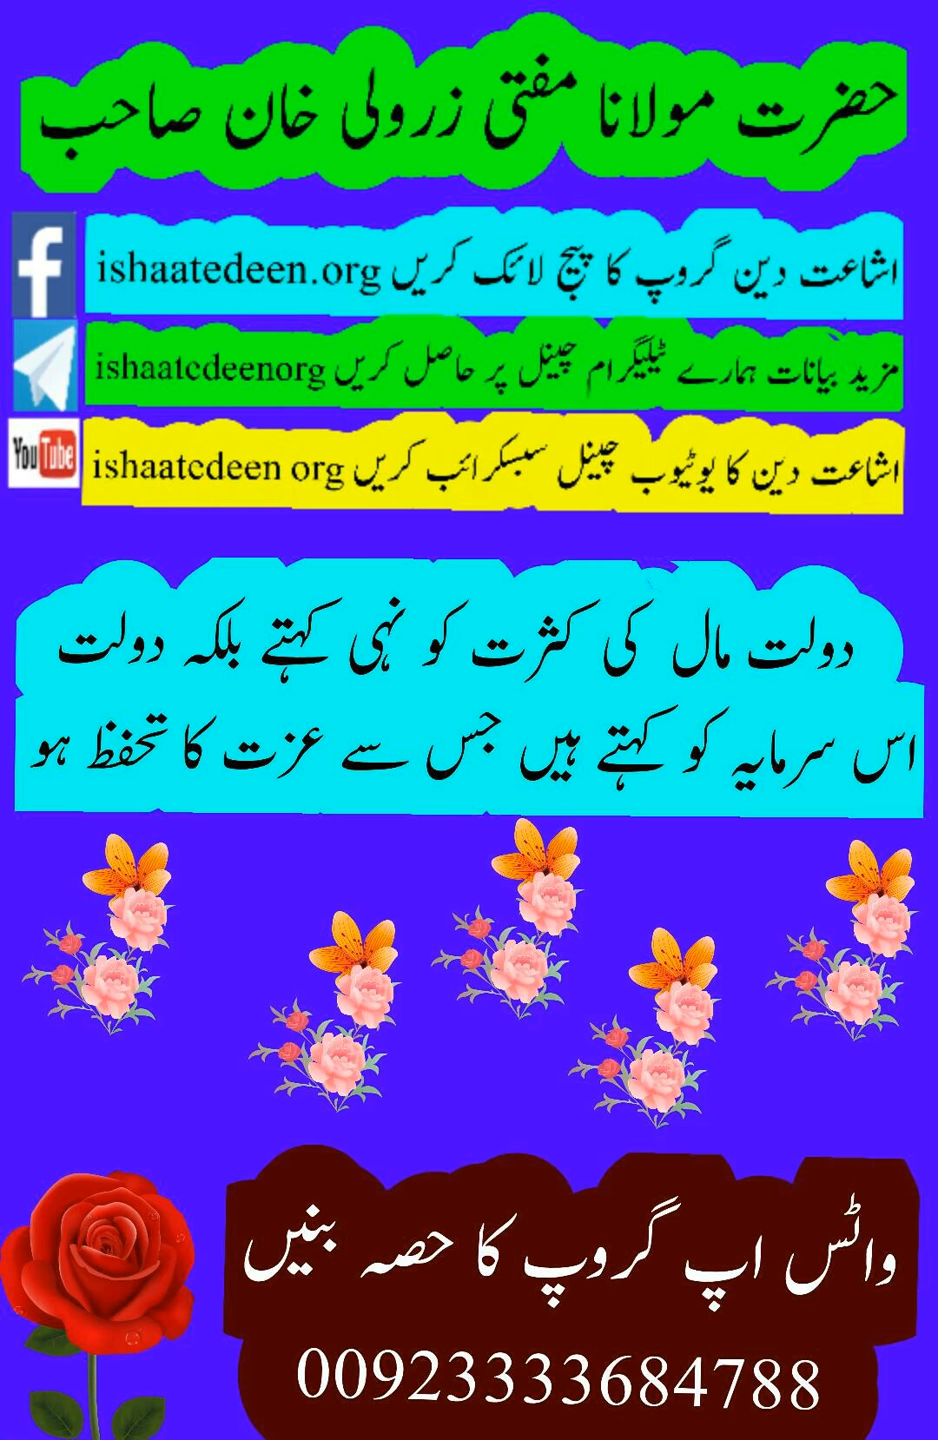 حضرت مولانا مفتی زرولی خان صاحب
اشاعت دین گروپ کا پیج لائک کریں ishaatedeen.org
مزید بیانات ہمارے ٹیلیگرام چینل پر حاصل کریں ishaatedeenorg
You Tube
اشاعت دین کا یوٹیوب چینل سبسکرائب کریں ishaatedeen org
دولت مال کی کثرت کو نہی کہتے بلکہ دولت
اس سرمایہ کو کہتے ہیں جس سے عزت کا تحفظ ہو
واٹس اپ گروپ کا حصہ بنیں
00923333684788